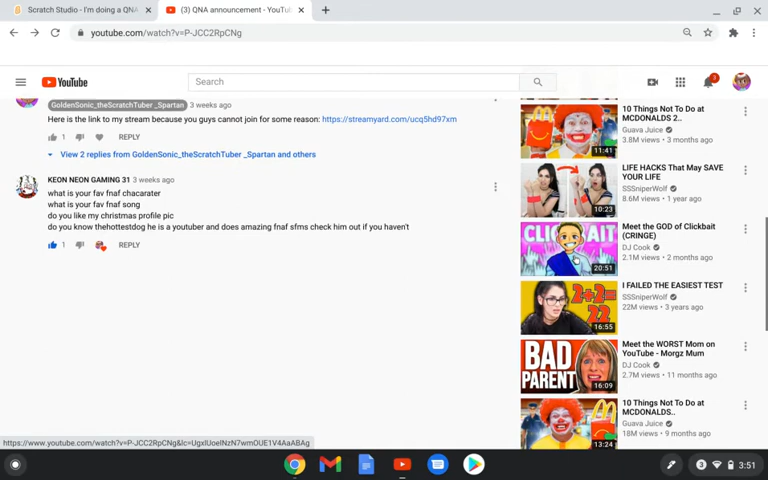 Scratch Studio - I'm doing a QNA
(3) QNA announcement - YouTu
youtube.com/watch?v=P-JCC2RpCNg
YouTube
Search
3
GoldenSonic_theScratchTuber _Spartan 3 weeks ago
Here is the link to my stream because you guys cannot join for some reason: https://streamyard.com/ucq5hd97xm
1 REPLY
View 2 replies from GoldenSonic_theScratchTuber _Spartan and others
KEON NEON GAMING 31 3 weeks ago
what is your fav fnaf chacarater
what is your fav fnaf song
do you like my christmas profile pic
do you know thehottestdog he is a youtuber and does amazing fnaf sfms check him out if you haven't
1 REPLY
10 Things Not To Do at
MCDONALDS 2..
Guava Juice
3.8M views • 3 months ago
11:41
LIFE HACKS That May SAVE
YOUR LIFE
SSSniperWolf
8.6M views • 1 year ago
10:23
Meet the GOD of Clickbait
(CRINGE)
DJ Cook
2.1M views • 2 months ago
20:51
I FAILED THE EASIEST TEST
SSSniperWolf
22M views • 3 years ago
2+2=
22
16:55
Meet the WORST Mom on
YouTube - Morgz Mum
DJ Cook
2.7M views • 11 months ago
BAD
PARENT
16:09
10 Things Not To Do at
MCDONALDS..
Guava Juice
18M views • 9 months ago
13:24
3 3:51